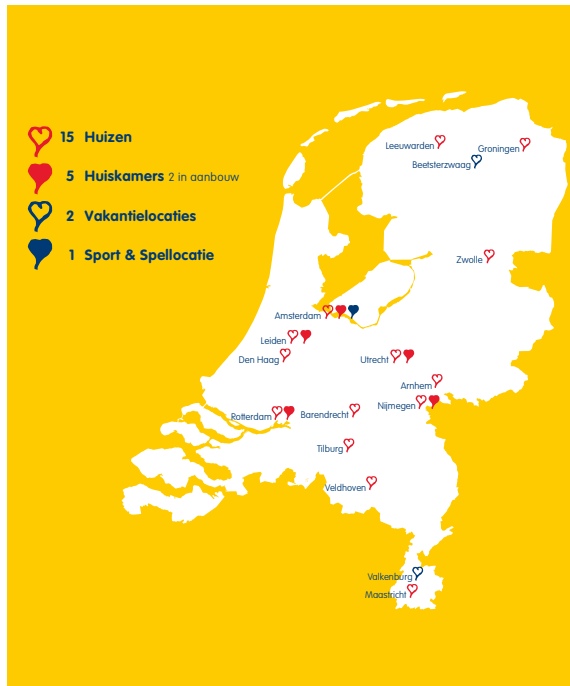 15 Huizen
5 Huiskamers 2 in aanbouw
2 Vakantielocaties
1 Sport & Spellocatie
Leeuwarden
Groningen
Beetsterzwaag
Zwolle
Amsterdam
Leiden
Den Haag
Utrecht
Arnhem
Nijmegen
Rotterdam
Barendrecht
Tilburg
Veldhoven
Valkenburg
Maastricht